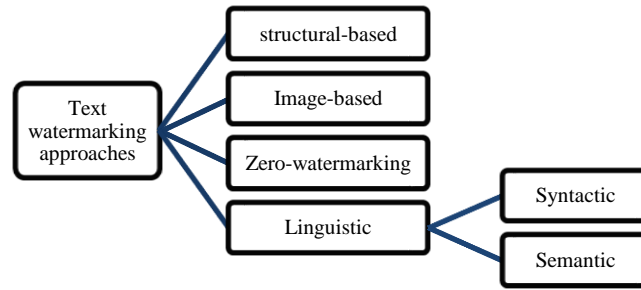 structural-based
Image-based
Text
watermarking
approaches
Zero-watermarking
Linguistic
Syntactic
Semantic